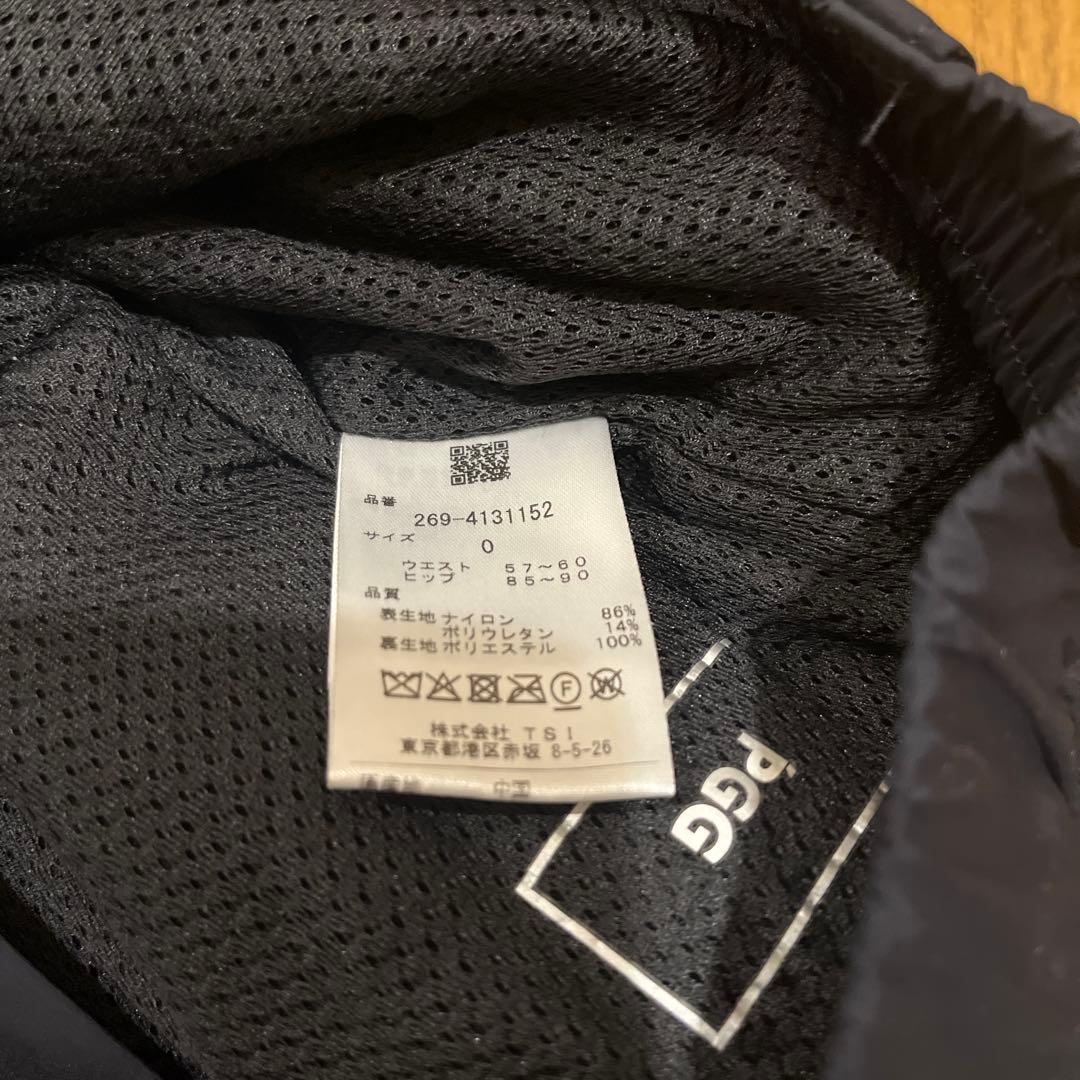 品番
269-4131152
サイズ
0
ウエスト 57～60
ヒップ 85～90
品質
表生地 ナイロン 86%
ポリウレタン 14%
裏生地 ポリエステル 100%
F W
株式会社 TSI
東京都港区赤坂 8-5-26
原産地 中国
PGG